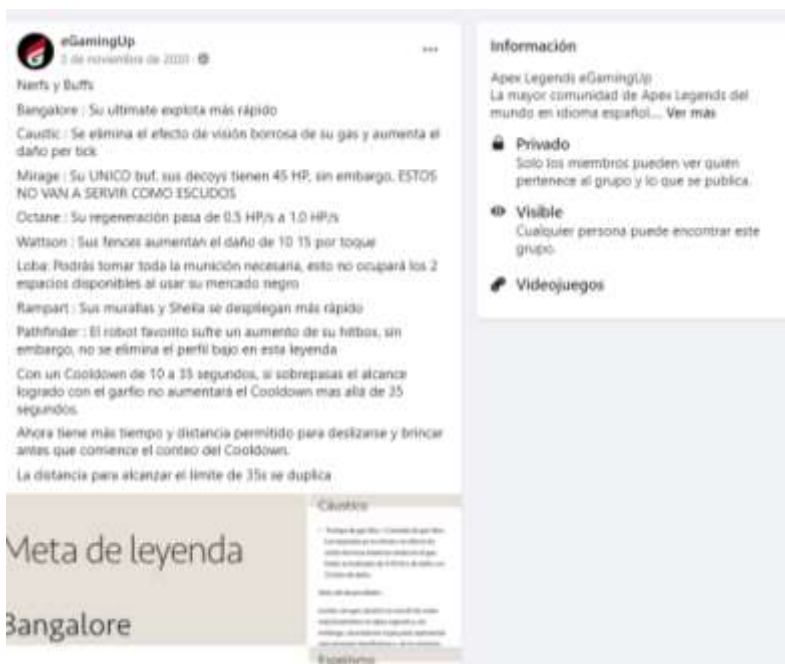 eGamingUp
2 de noviembre de 2020
Nerfs y Buffs
Bangalore : Su ultimate explota más rápido
Caustic : Se elimina el efecto de visión borrosa de su gas y aumenta el
daño per tick
Mirage : Su UNICO buf, sus decoys tienen 45 HP, sin embargo, ESTOS
NO VAN A SERVIR COMO ESCUDOS
Octane : Su regeneración pasa de 0.5 HP/s a 1.0 HP/s
Wattson : Sus fences aumentan el daño de 10 15 por toque
Loba: Podrás tomar toda la munición necesaria, esto no ocupará los 2
espacios disponibles al usar su mercado negro
Rampart : Sus murallas y Sheila se despliegan más rápido
Pathfinder : El robot favorito sufre un aumento de su hitbox, sin
embargo, no se elimina el perfil bajo en esta leyenda
Con un Cooldown de 10 a 35 segundos, si sobrepasas el alcance
logrado con el garfio no aumentará el Cooldown mas allá de 35
segundos.
Ahora tiene más tiempo y distancia permitido para deslizarse y brincar
antes que comience el conteo del Cooldown.
La distancia para alcanzar el límite de 35s se duplica
Meta de leyenda
Bangalore
Cáustico
Espejismo
Información
Apex Legends eGamingUp
La mayor comunidad de Apex Legends del
mundo en idioma español... Ver más
Privado
Solo los miembros pueden ver quién
pertenece al grupo y lo que se publica.
Visible
Cualquier persona puede encontrar este
grupo.
Videojuegos